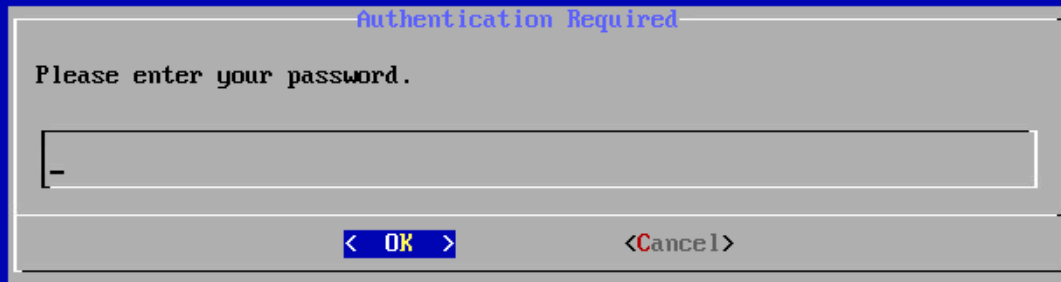 Authentication Required
Please enter your password.
< OK > <Cancel>